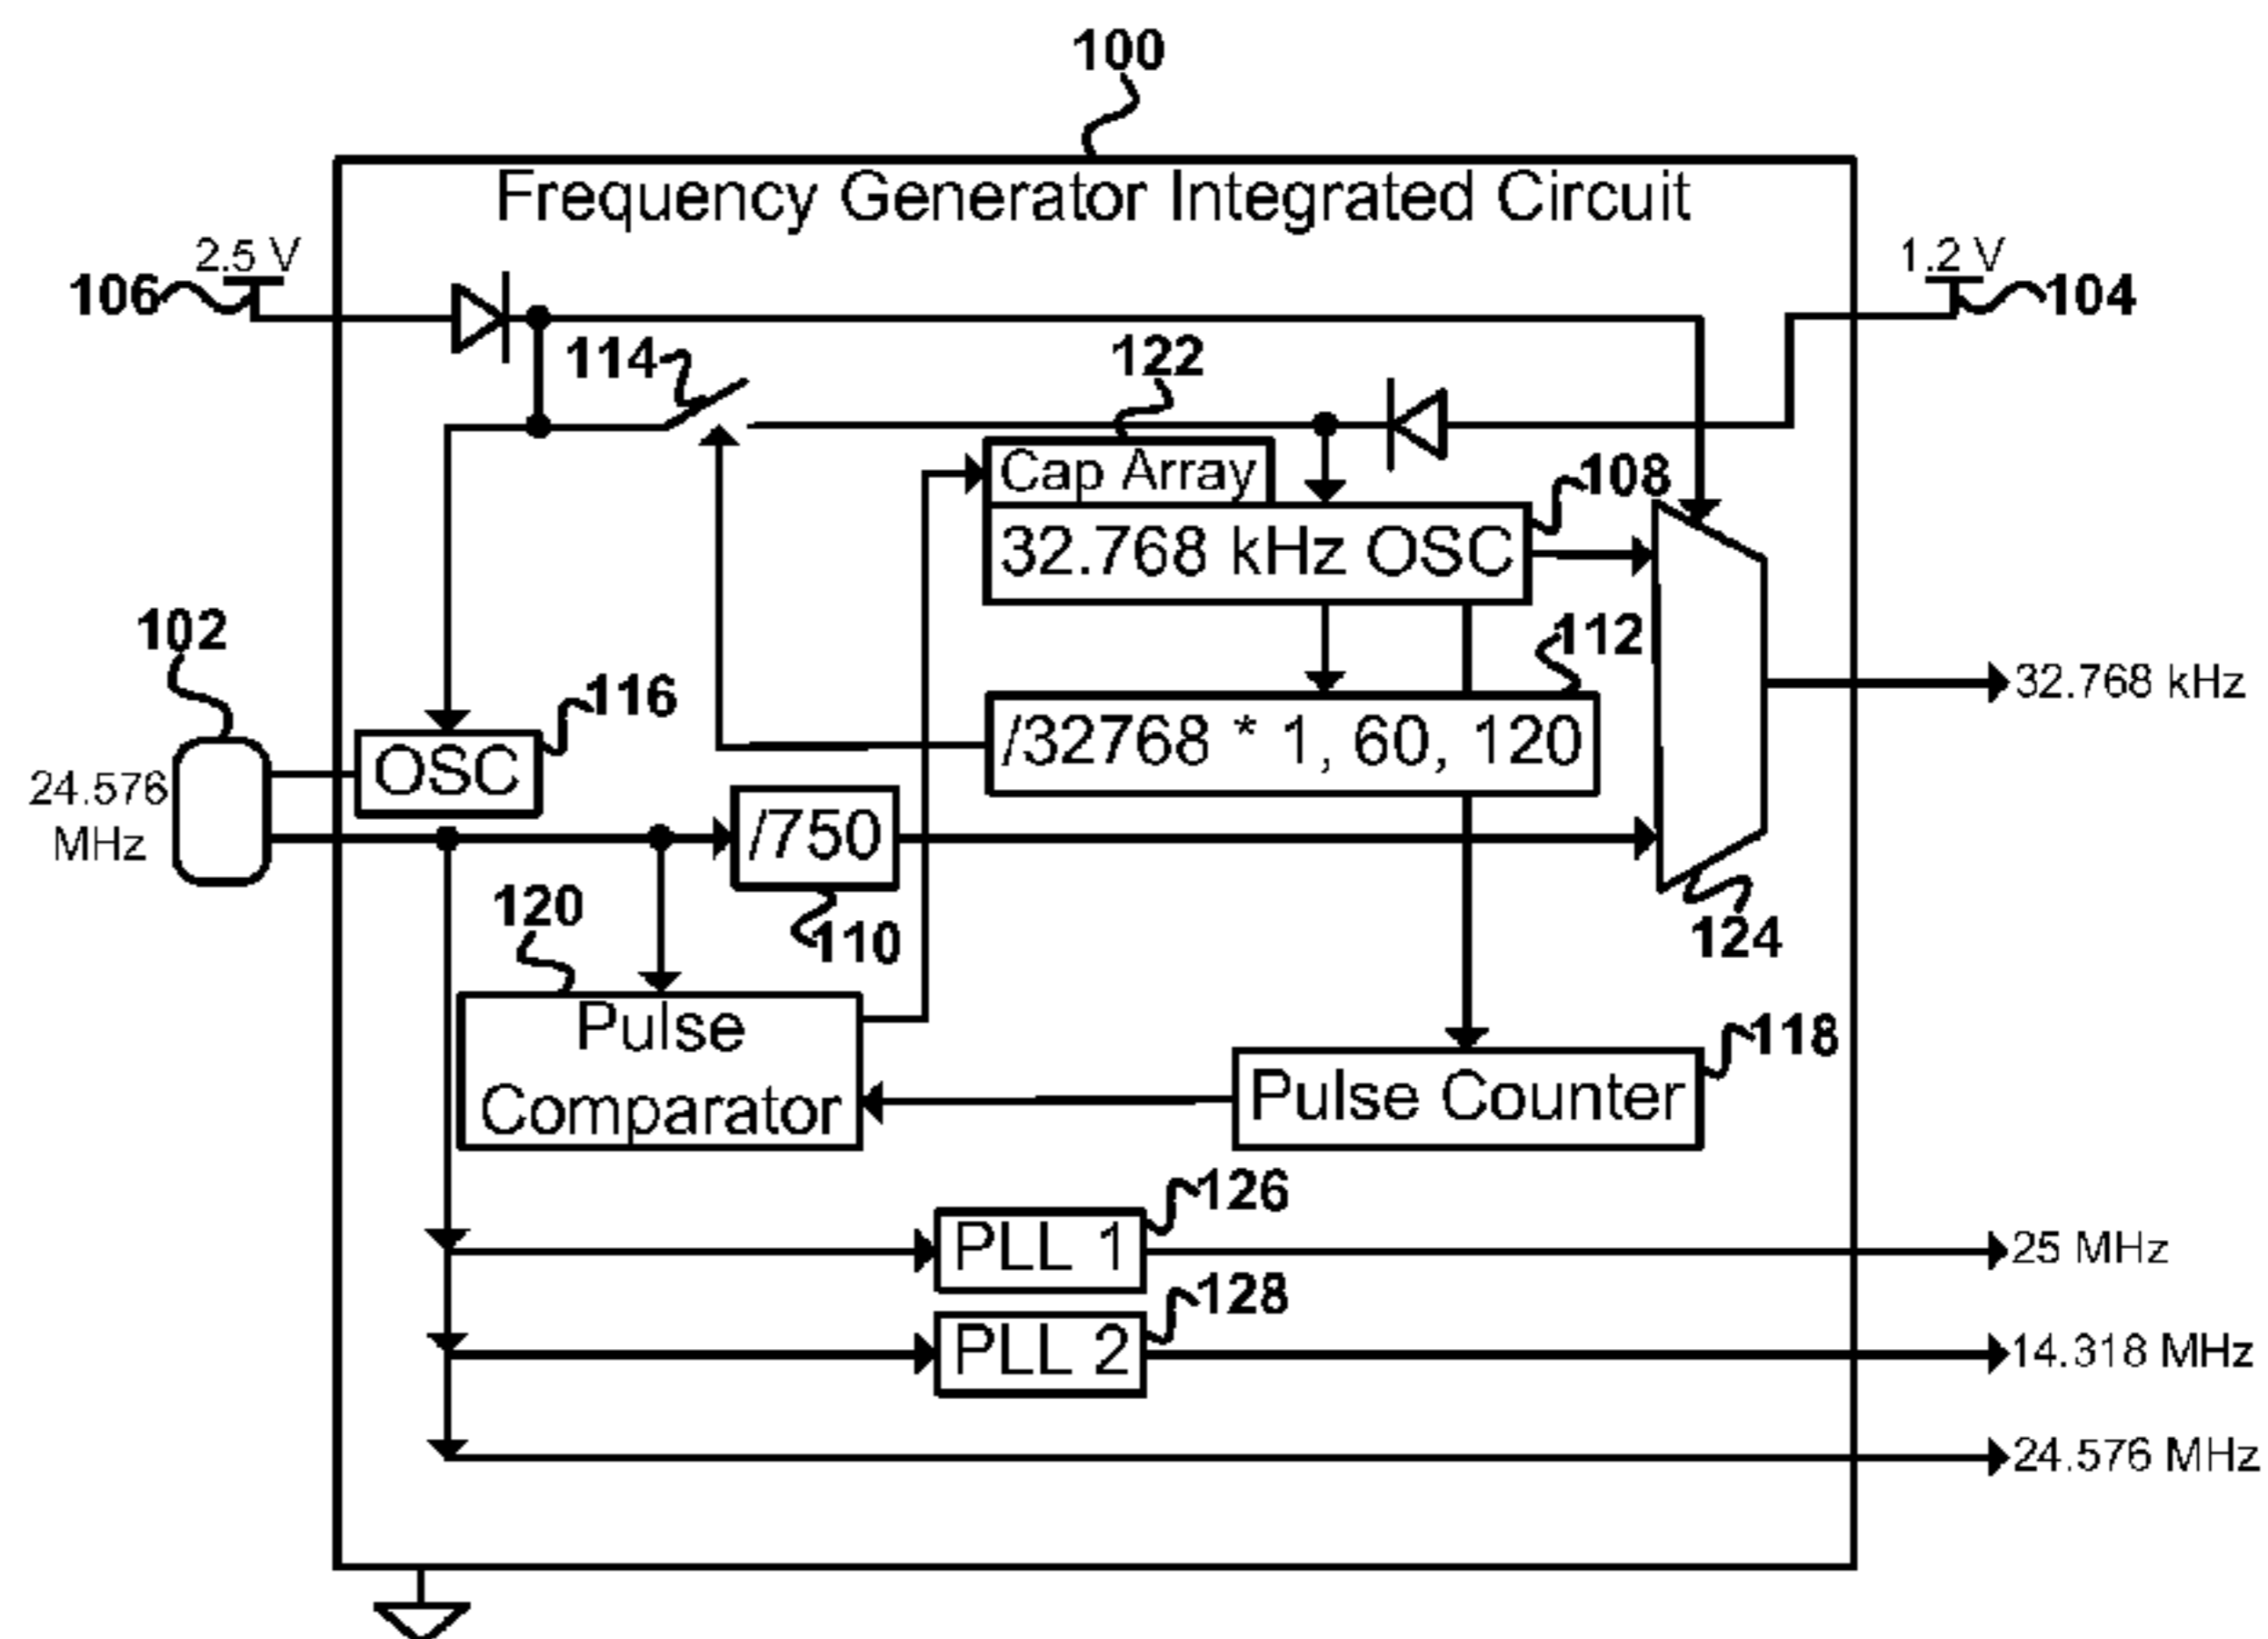 100
Frequency Generator Integrated Circuit
2.5 V
1.2 V
106
104
114
122
Cap Array
108
32.768 kHz OSC
102
112
116
32.768 kHz
/32768 * 1, 60, 120
OSC
24.576
MHz
/750
120
110
124
Pulse
Comparator
118
Pulse Counter
126
PLL 1
25 MHz
128
PLL 2
14.318 MHz
24.576 MHz